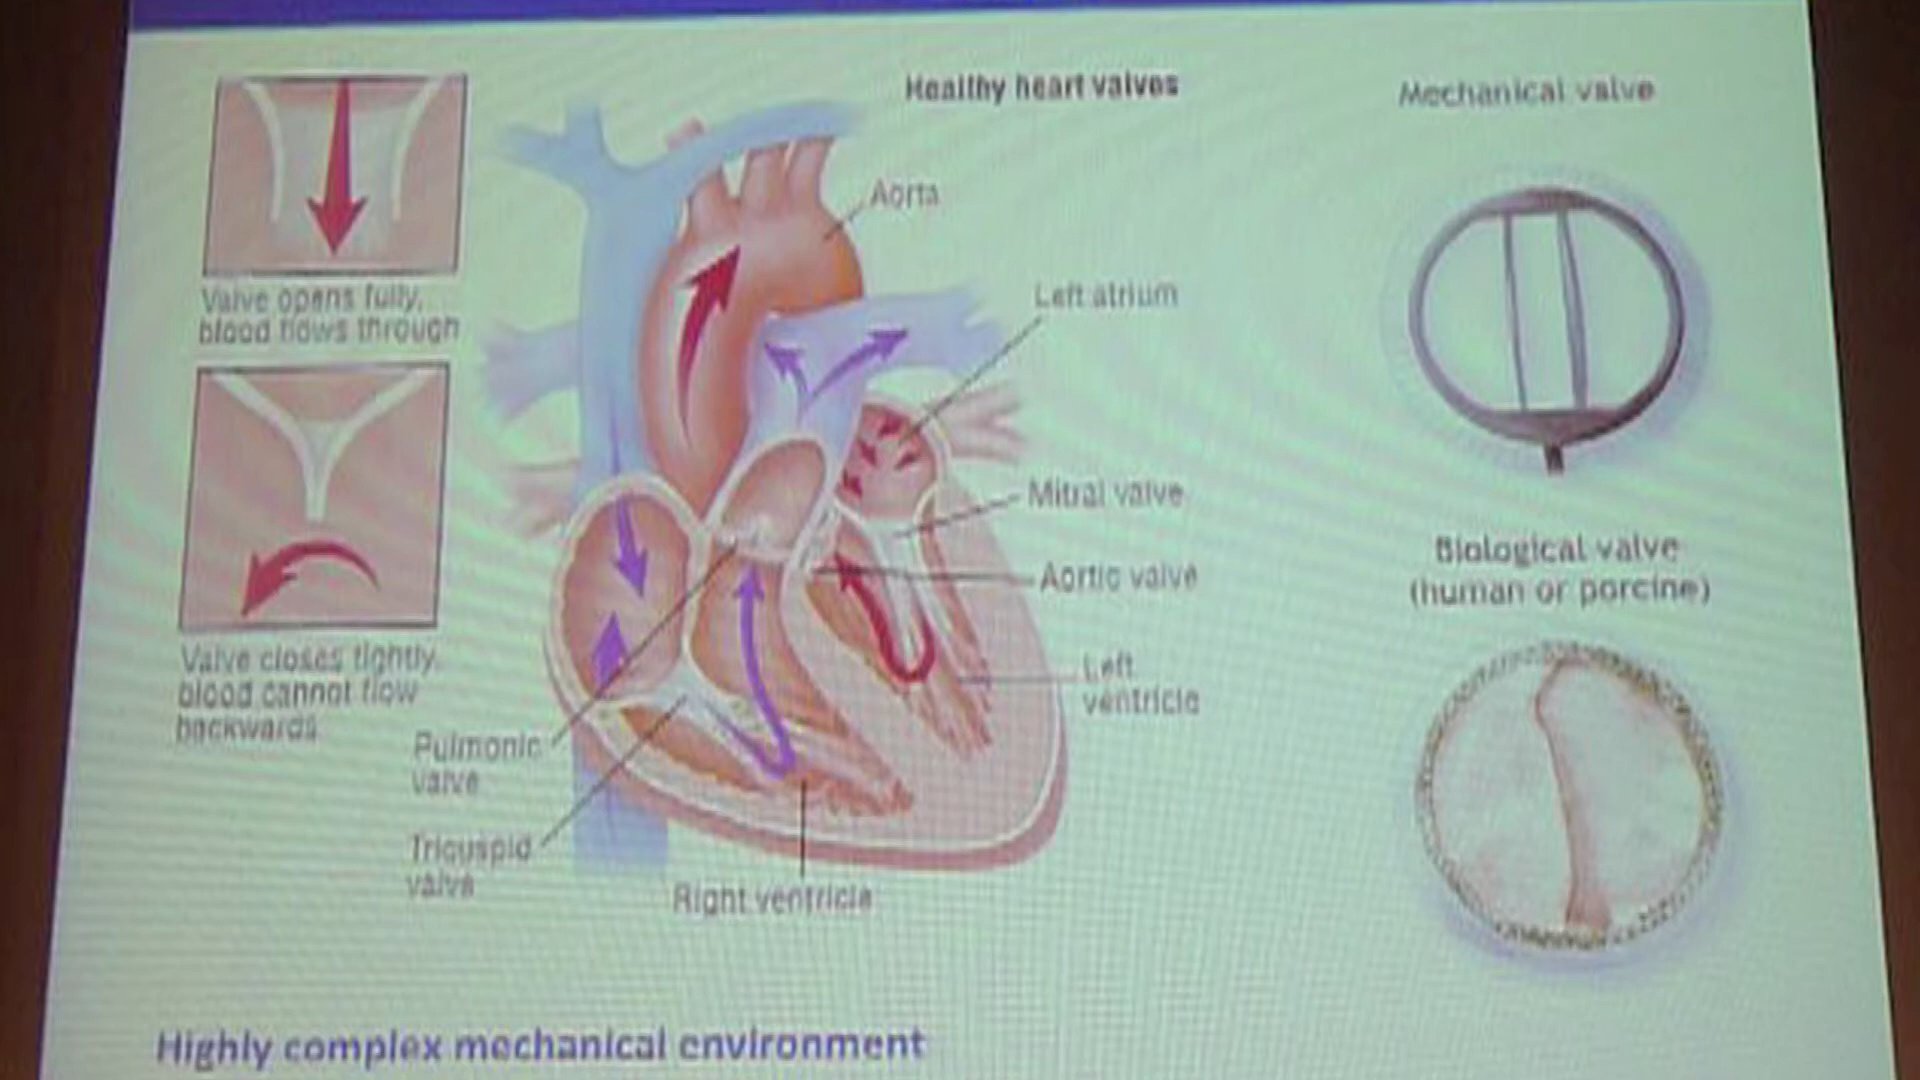 Healthy heart valves
Mechanical valve
Aorta
Left atrium
Valve opens fully,
blood flows through
Mitral valve
Aortic valve
Biological valve
(human or porcine)
Valve closes tightly,
blood cannot flow
backwards
Left
ventricle
Pulmonic
valve
Tricuspid
valve
Right ventricle
Highly complex mechanical environment